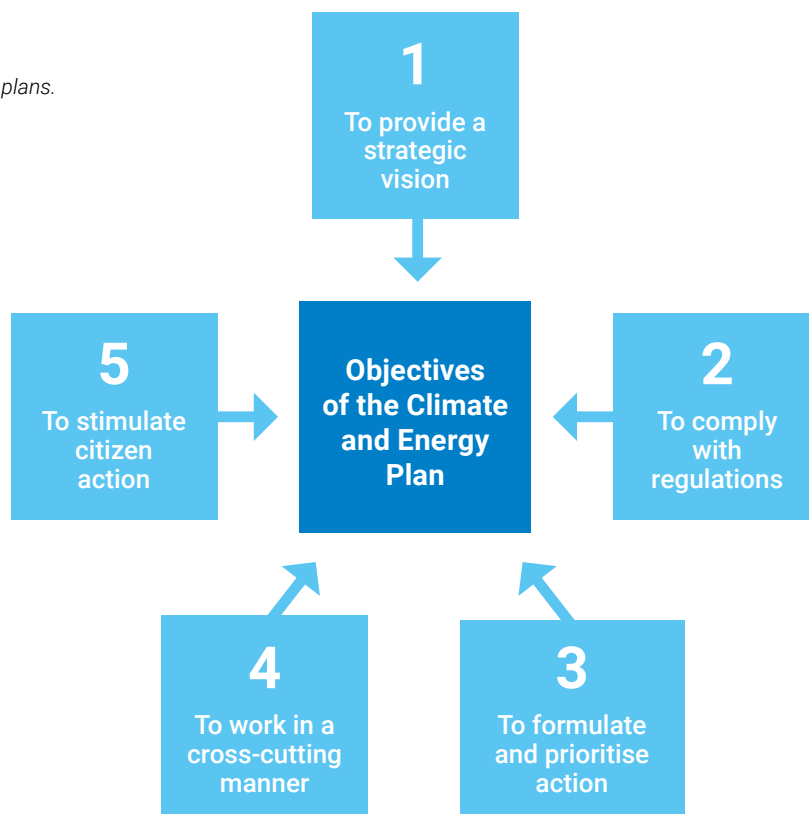 plans.
1
To provide a
strategic
vision
5
To stimulate
citizen
action
Objectives
of the Climate
and Energy
Plan
2
To comply
with
regulations
4
To work in a
cross-cutting
manner
3
To formulate
and prioritise
action